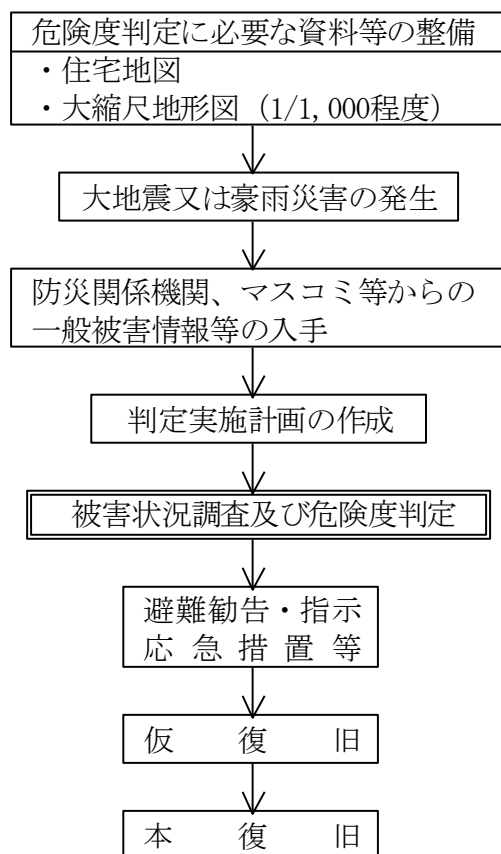 危険度判定に必要な資料等の整備
・住宅地図
・大縮尺地形図（1/1,000程度）
大地震又は豪雨災害の発生
防災関係機関、マスコミ等からの
一般被害情報等の入手
判定実施計画の作成
被害状況調査及び危険度判定
避難勧告・指示
応急措置等
仮復旧
本復旧